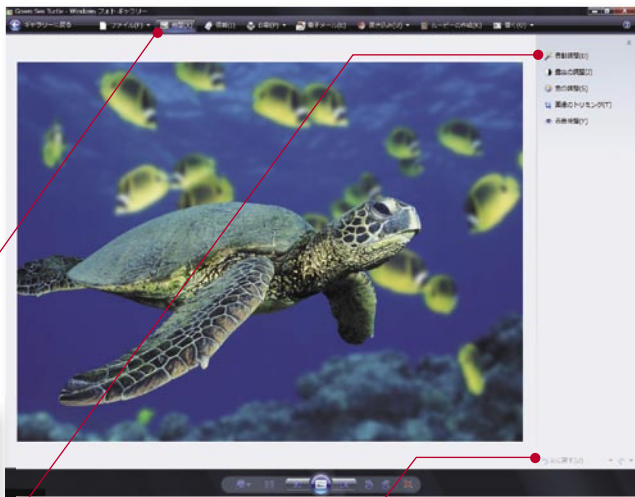 Green Sea Turtle - Windows フォト ギャラリー
ギャラリーに戻る ファイル(F) 修整(X) 情報(I) 印刷(P) 電子メール(E) 書き込み(U) ムービーの作成(K) 開く(O)
自動調整(D)
露出の調整(J)
色の調整(S)
画像のトリミング(T)
赤目修整(Y)
元に戻す(U)